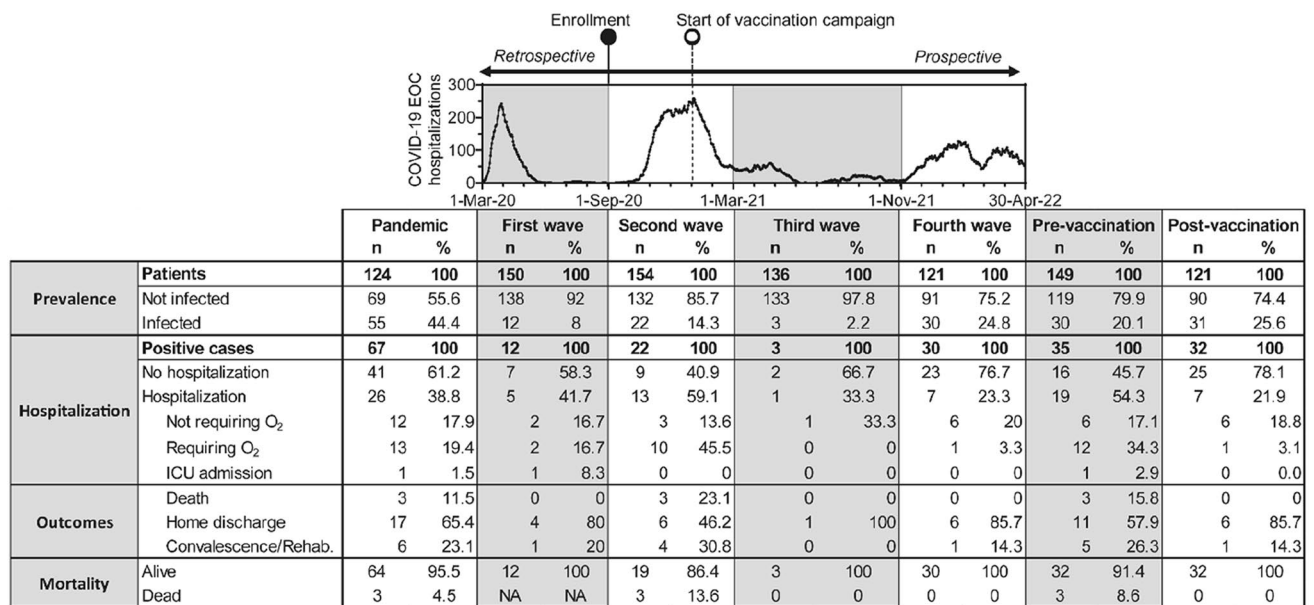 Enrollment Start of vaccination campaign
Retrospective Prospective
COVID-19 EOC
hospitalizations
300
200
100
0
1-Mar-20 1-Sep-20 1-Mar-21 1-Nov-21 30-Apr-22
Pandemic First wave Second wave Third wave Fourth wave Pre-vaccination Post-vaccination
n % n % n % n % n % n % n %
Prevalence
Patients 124 100 150 100 154 100 136 100 121 100 149 100 121 100
Not infected 69 55.6 138 92 132 85.7 133 97.8 91 75.2 119 79.9 90 74.4
Infected 55 44.4 12 8 22 14.3 3 2.2 30 24.8 30 20.1 31 25.6
Hospitalization
Positive cases 67 100 12 100 22 100 3 100 30 100 35 100 32 100
No hospitalization 41 61.2 7 58.3 9 40.9 2 66.7 23 76.7 16 45.7 25 78.1
Hospitalization 26 38.8 5 41.7 13 59.1 1 33.3 7 23.3 19 54.3 7 21.9
Not requiring O₂ 12 17.9 2 16.7 3 13.6 1 33.3 6 20 6 17.1 6 18.8
Requiring O₂ 13 19.4 2 16.7 10 45.5 0 0 1 3.3 12 34.3 1 3.1
ICU admission 1 1.5 1 8.3 0 0 0 0 0 0 1 2.9 0 0.0
Outcomes
Death 3 11.5 0 0 3 23.1 0 0 0 0 3 15.8 0 0
Home discharge 17 65.4 4 80 6 46.2 1 100 6 85.7 11 57.9 6 85.7
Convalescence/Rehab. 6 23.1 1 20 4 30.8 0 0 1 14.3 5 26.3 1 14.3
Mortality
Alive 64 95.5 12 100 19 86.4 3 100 30 100 32 91.4 32 100
Dead 3 4.5 NA NA 3 13.6 0 0 0 0 3 8.6 0 0